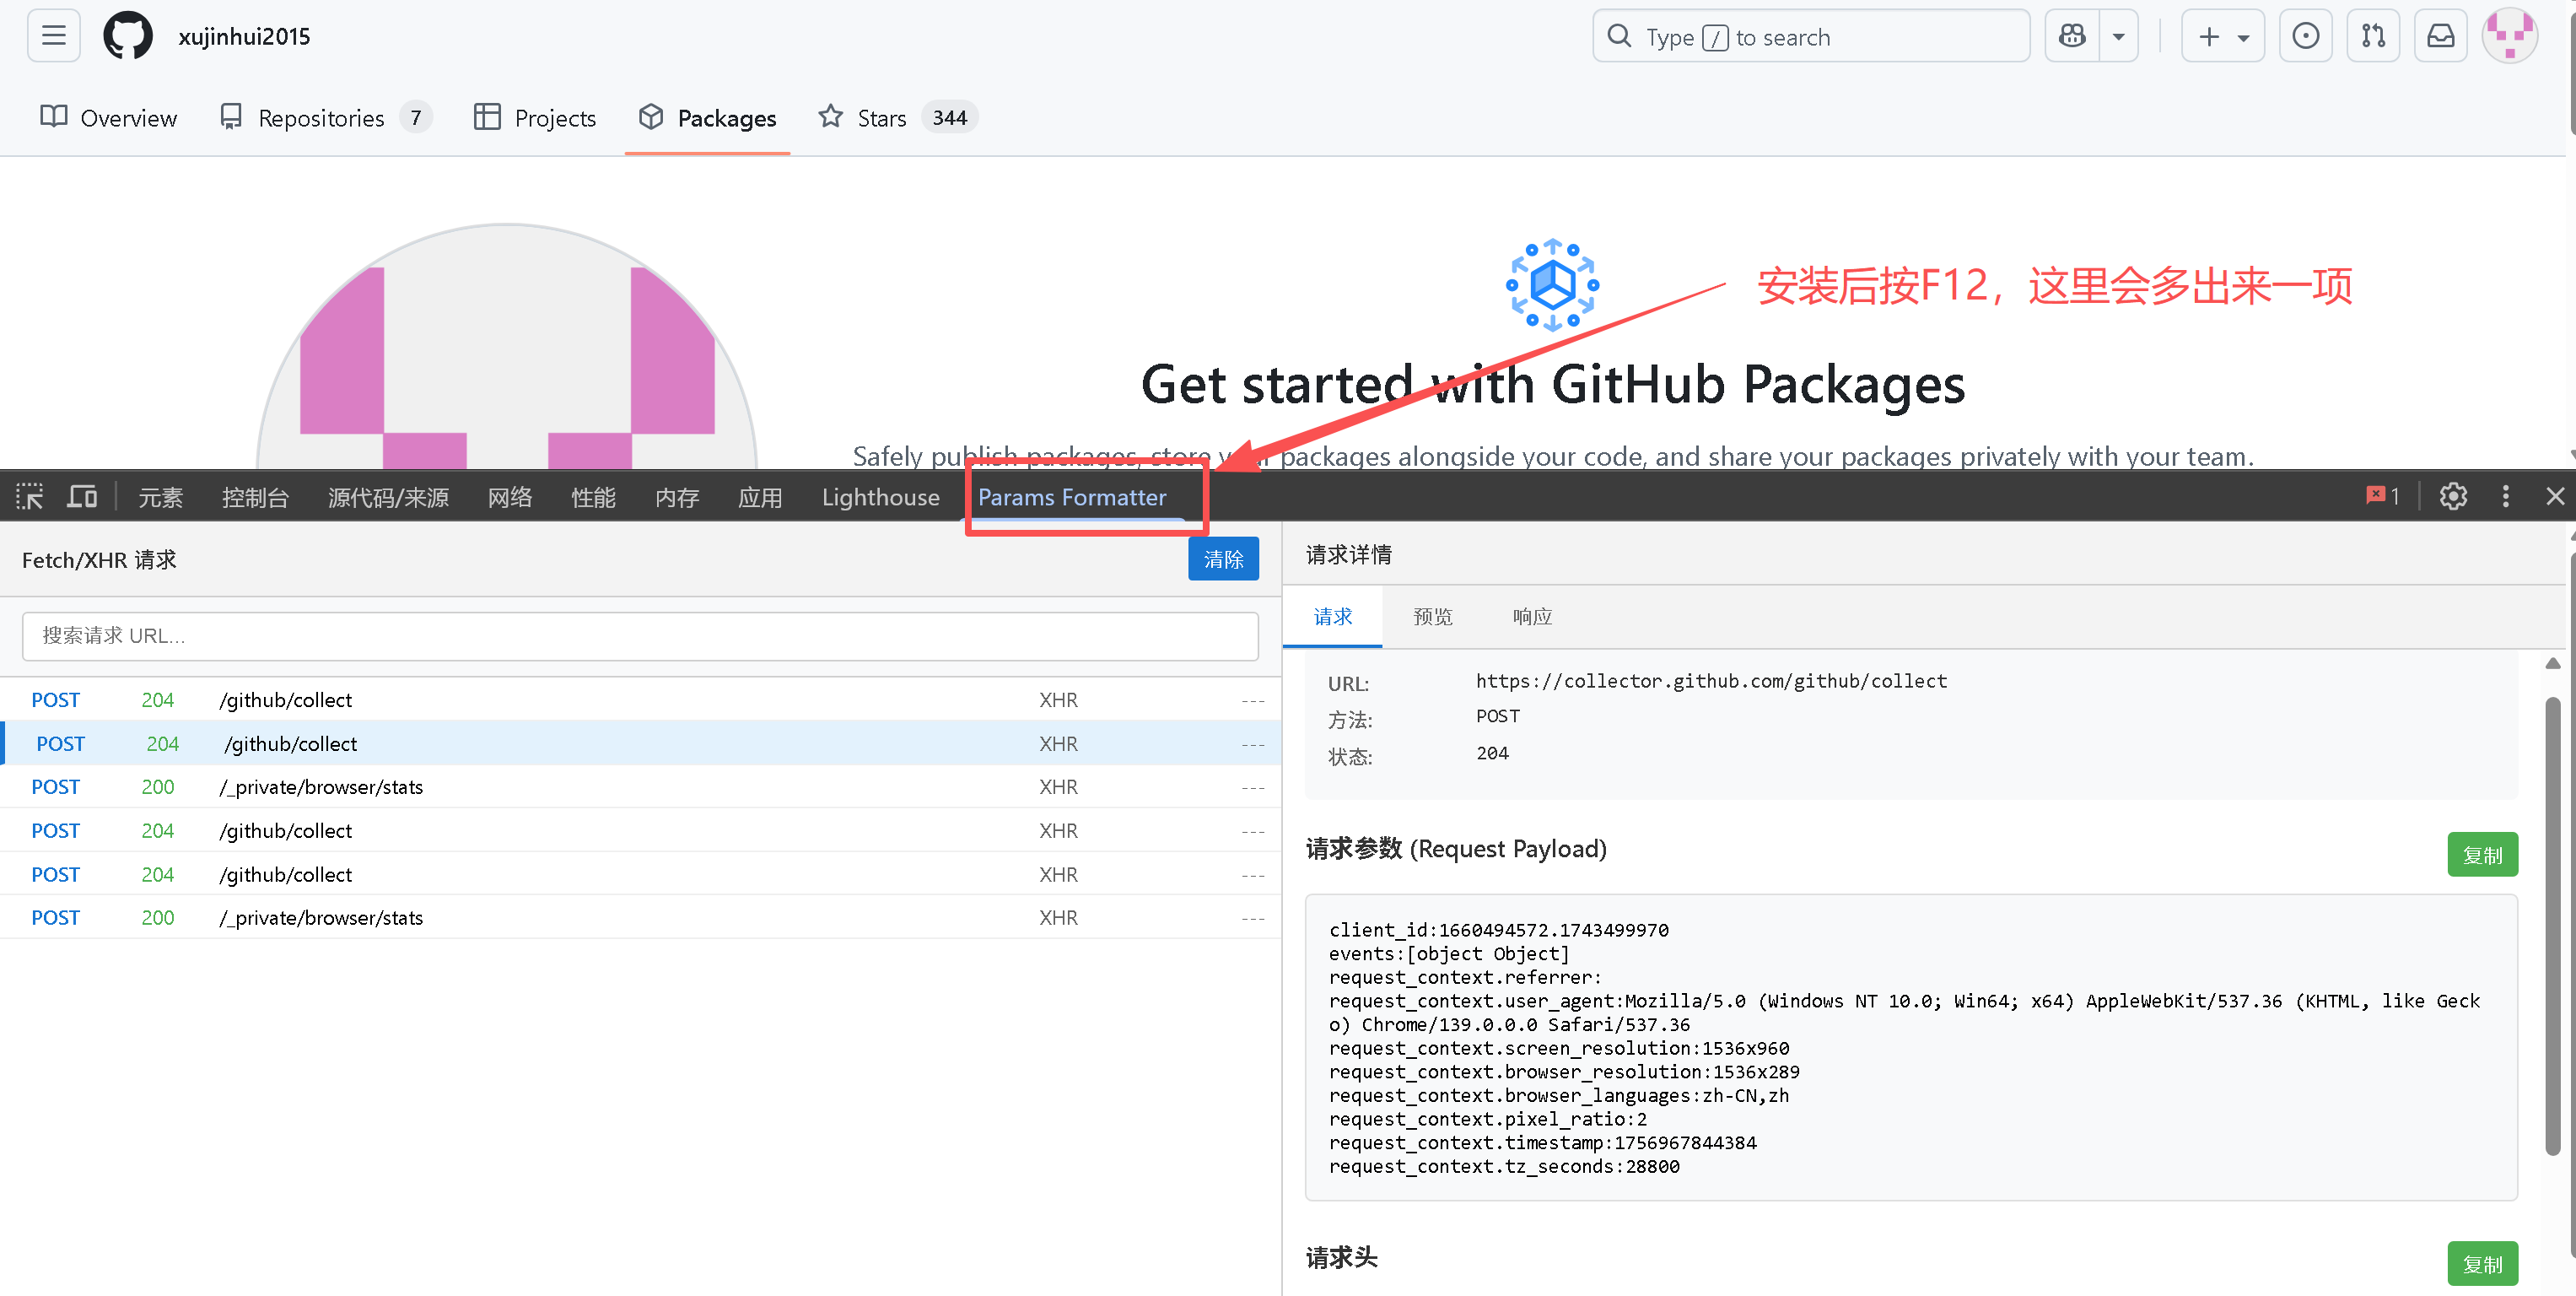 xujinhui2015
Type / to search
Overview
Repositories 7
Projects
Packages
Stars 344
安装后按F12，这里会多出来一项
Get started with GitHub Packages
Safely publish packages, store your packages alongside your code, and share your packages privately with your team.
元素 控制台 源代码/来源 网络 性能 内存 应用 Lighthouse Params Formatter 1
Fetch/XHR 请求
清除
搜索请求 URL...
POST 204 /github/collect XHR ---
POST 204 /github/collect XHR ---
POST 200 /_private/browser/stats XHR ---
POST 204 /github/collect XHR ---
POST 204 /github/collect XHR ---
POST 200 /_private/browser/stats XHR ---
请求详情
请求 预览 响应
URL: https://collector.github.com/github/collect
方法: POST
状态: 204
请求参数 (Request Payload)
复制
client_id:1660494572.1743499970
events:[object Object]
request_context.referrer:
request_context.user_agent:Mozilla/5.0 (Windows NT 10.0; Win64; x64) AppleWebKit/537.36 (KHTML, like Geck
o) Chrome/139.0.0.0 Safari/537.36
request_context.screen_resolution:1536x960
request_context.browser_resolution:1536x289
request_context.browser_languages:zh-CN,zh
request_context.pixel_ratio:2
request_context.timestamp:1756967844384
request_context.tz_seconds:28800
请求头
复制